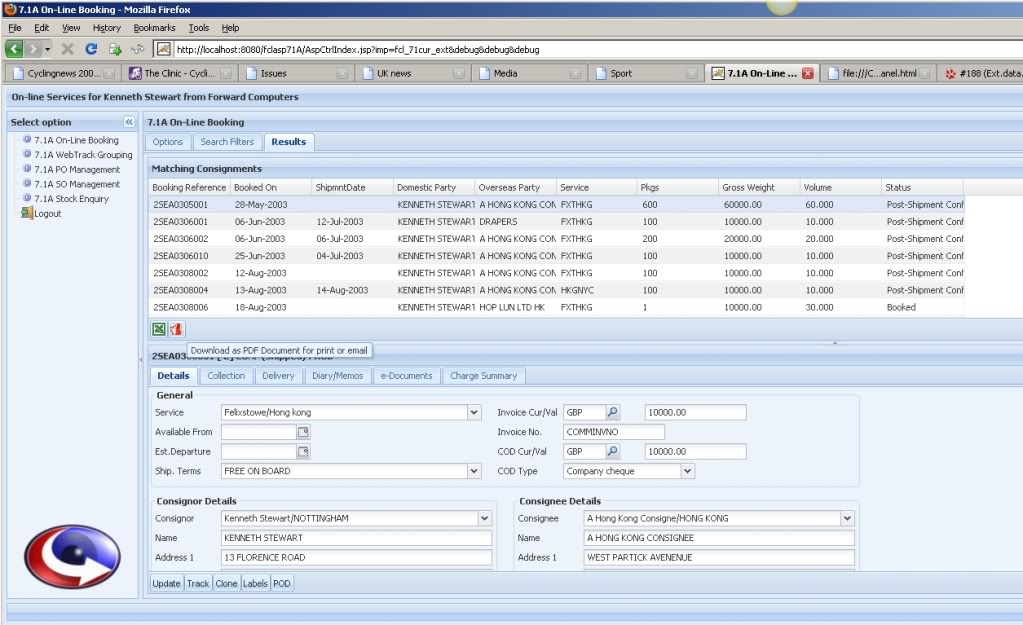 7.1A On-Line Booking - Mozilla Firefox
File Edit View History Bookmarks Tools Help
http://localhost:8080/fclasp71A/AspCtrlIndex.jsp?imp=fcl_71cur_ext&debug&debug&debug
Cyclingnews 200... The Clinic - Cycli... Issues UK news Media Sport 7.1A On-Line ... file:///C...anel.html #188 (Ext.data.
On-line Services for Kenneth Stewart from Forward Computers
Select option
7.1A On-Line Booking
7.1A WebTrack Grouping
7.1A PO Management
7.1A SO Management
7.1A Stock Enquiry
Logout
7.1A On-Line Booking
Options Search Filters Results
Matching Consignments
Booking Reference Booked On ShipmntDate Domestic Party Overseas Party Service Pkgs Gross Weight Volume Status
2SEA0305001 28-May-2003 KENNETH STEWART A HONG KONG CON FXTHKG 600 60000.00 60.000 Post-Shipment Conf
2SEA0306001 06-Jun-2003 12-Jul-2003 KENNETH STEWART DRAPERS FXTHKG 100 10000.00 10.000 Post-Shipment Conf
2SEA0306002 06-Jun-2003 06-Jul-2003 KENNETH STEWART A HONG KONG CON FXTHKG 200 20000.00 20.000 Post-Shipment Conf
2SEA0306010 25-Jun-2003 04-Jul-2003 KENNETH STEWART A HONG KONG CON FXTHKG 100 10000.00 10.000 Post-Shipment Conf
2SEA0308002 12-Aug-2003 KENNETH STEWART A HONG KONG CON FXTHKG 100 10000.00 10.000 Post-Shipment Conf
2SEA0308004 13-Aug-2003 14-Aug-2003 KENNETH STEWART A HONG KONG CON HKGNYC 100 10000.00 10.000 Post-Shipment Conf
2SEA0308006 18-Aug-2003 KENNETH STEWART HOP LUN LTD HK FXTHKG 1 10000.00 30.000 Booked
Download as PDF Document for print or email
Details Collection Delivery Diary/Memos e-Documents Charge Summary
General
Service Felixstowe/Hong kong Invoice Cur/Val GBP 10000.00
Available From Invoice No. COMMINVNO
Est.Departure COD Cur/Val GBP 10000.00
Ship. Terms FREE ON BOARD COD Type Company cheque
Consignor Details Consignee Details
Consignor Kenneth Stewart/NOTTINGHAM Consignee A Hong Kong Consigne/HONG KONG
Name KENNETH STEWART Name A HONG KONG CONSIGNEE
Address 1 13 FLORENCE ROAD Address 1 WEST PARTICK AVENENUE
Update Track Clone Labels POD